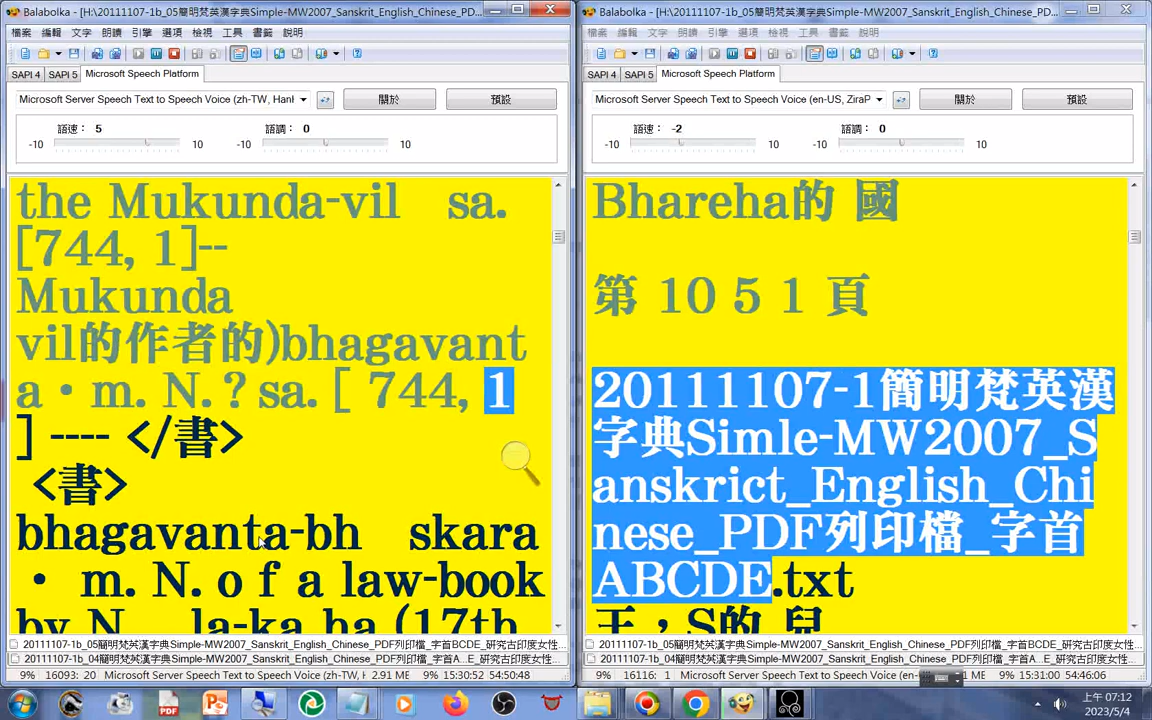 Balabolka - [H:\20111107-1b_05簡明梵英漢字典Simple-MW2007_Sanskrit_English_Chinese_PD...
檔案 編輯 文字 朗讀 引擎 選項 檢視 工具 書籤 說明
SAPI 4 SAPI 5 Microsoft Speech Platform
Microsoft Server Speech Text to Speech Voice (zh-TW, Hanl 關於 預設
語速： 5 語調： 0
-10 10 -10 10
the Mukunda-vil sa.
[744, 1]--
Mukunda
vil的作者的)bhagavant
a• m. N.？sa. [ 744, 1
] ---- </書>
<書>
bhagavanta-bh skara
• m. N. o f a law-book
by N. la-ka ha (17th
20111107-1b_05簡明梵英漢字典Simple-MW2007_Sanskrit_English_Chinese_PDF列印檔_字首BCDE_研究古印度女性...
20111107-1b_04簡明梵英漢字典Simple-MW2007_Sanskrit_English_Chinese_PDF列印檔_字首A...E_研究古印度女性...
9% 16093: 20 Microsoft Server Speech Text to Speech Voice (zh-TW, H 2.91 MB 9% 15:30:52 54:50:48
Balabolka - [H:\20111107-1b_05簡明梵英漢字典Simple-MW2007_Sanskrit_English_Chinese_PD...
檔案 編輯 文字 朗讀 引擎 選項 檢視 工具 書籤 說明
SAPI 4 SAPI 5 Microsoft Speech Platform
Microsoft Server Speech Text to Speech Voice (en-US, ZiraP 關於 預設
語速： -2 語調： 0
-10 10 -10 10
Bhareha的 國
第 10 5 1 頁
20111107-1簡明梵英漢
字典Simle-MW2007_S
anskrict_English_Chi
nese_PDF列印檔_字首
ABCDE.txt
王，S的 兒
20111107-1b_05簡明梵英漢字典Simple-MW2007_Sanskrit_English_Chinese_PDF列印檔_字首BCDE_研究古印度女性...
20111107-1b_04簡明梵英漢字典Simple-MW2007_Sanskrit_English_Chinese_PDF列印檔_字首A...E_研究古印度女性...
9% 16116: 1 Microsoft Server Speech Text to Speech Voice (en-U MB 9% 15:31:00 54:46:06
上午 07:12
2023/5/4